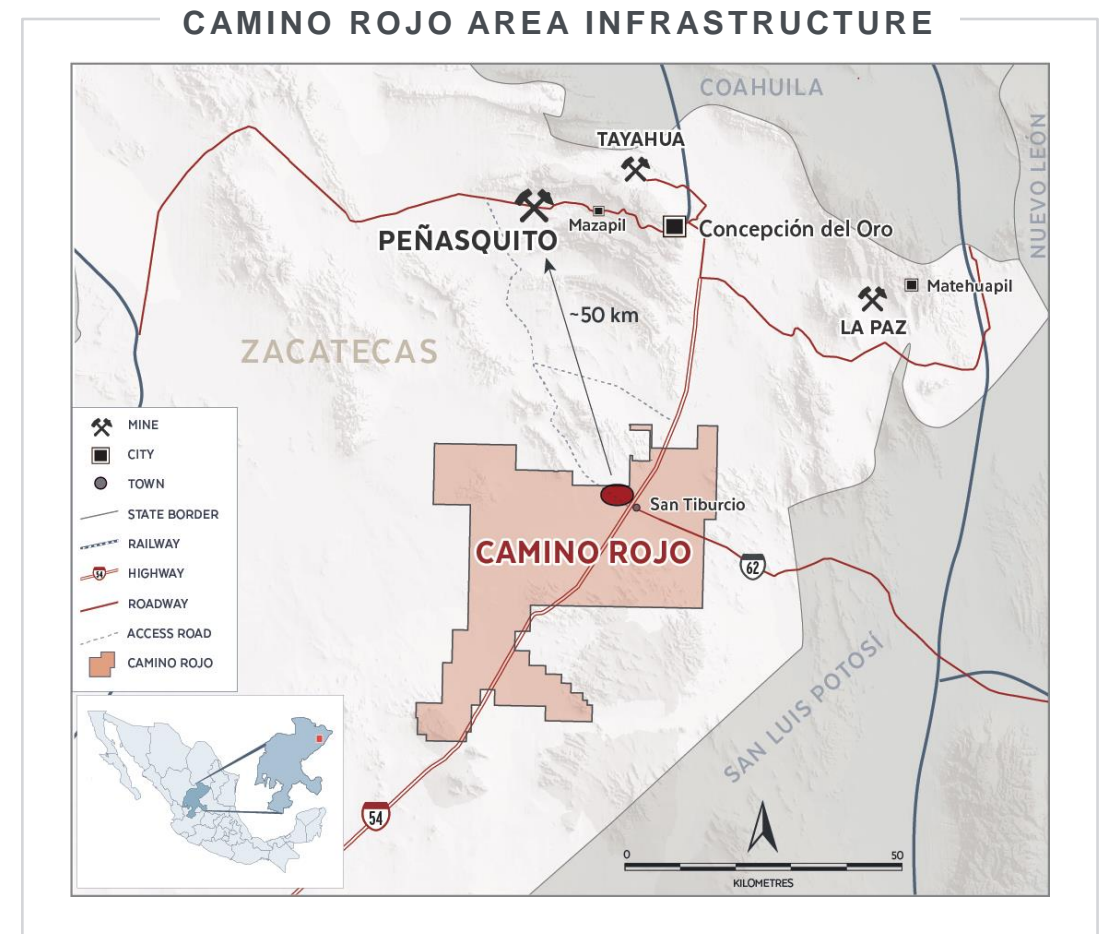 CAMINO ROJO AREA INFRASTRUCTURE
COAHUILA
NUEVO LEÓN
TAYAHUA
Mazapil
PEÑASQUITO
Concepción del Oro
Matehuapil
LA PAZ
~50 km
ZACATECAS
MINE
CITY
TOWN
STATE BORDER
RAILWAY
54
HIGHWAY
ROADWAY
ACCESS ROAD
CAMINO ROJO
San Tiburcio
CAMINO ROJO
62
SAN LUIS POTOSÍ
54
0 50
KILOMETRES